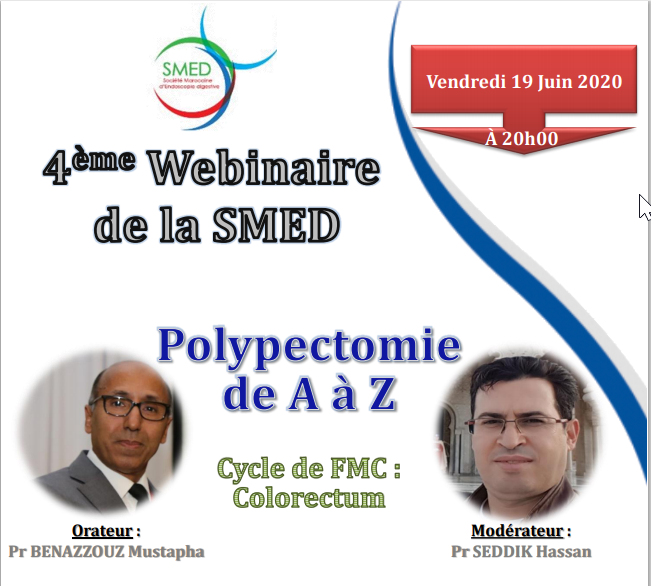 SMED
Société Marocaine
d'Endoscopie digestive
Vendredi 19 Juin 2020
À 20h00
4ème Webinaire
de la SMED
Polypectomie
de A à Z
Cycle de FMC :
Colorectum
Orateur :
Pr BENAZZOUZ Mustapha
Modérateur :
Pr SEDDIK Hassan